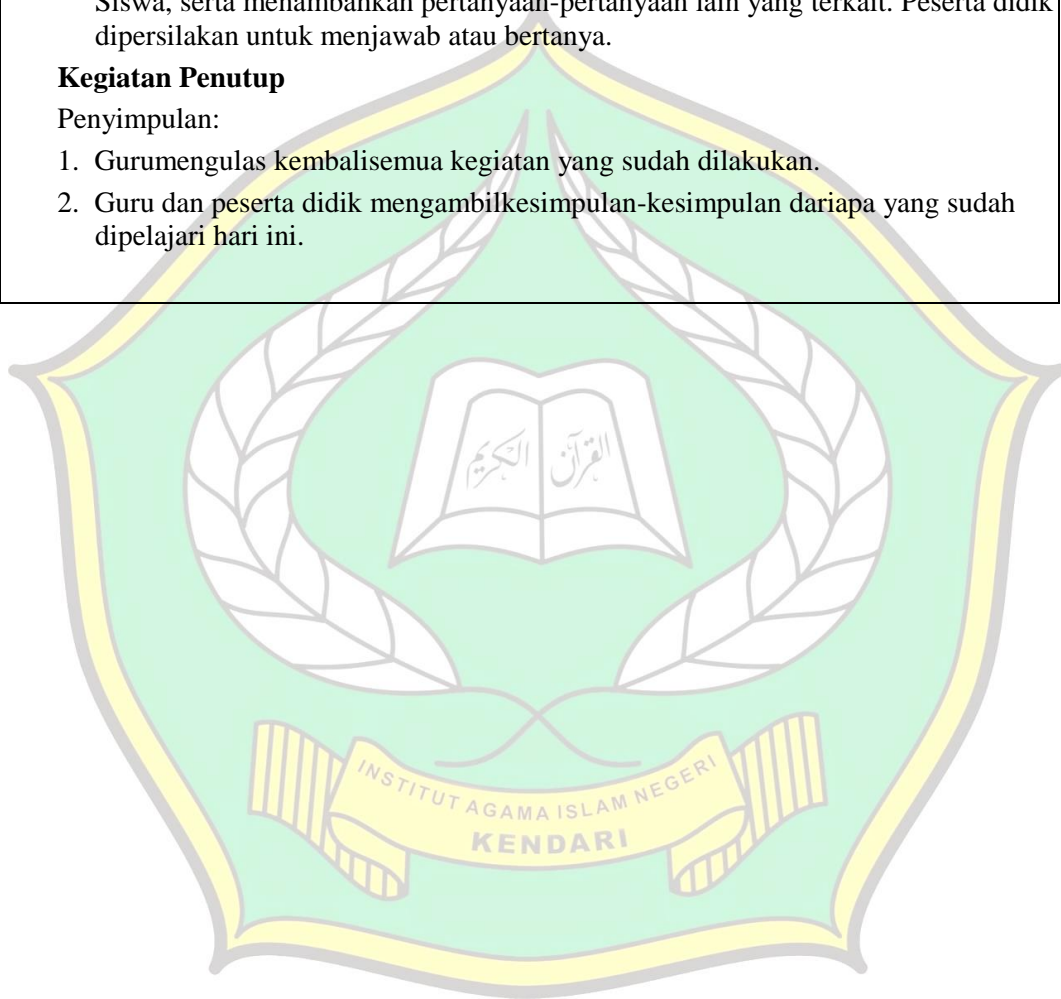 Siswa, serta menambahkan pertanyaan-pertanyaan lain yang terkait. Peserta didik
dipersilakan untuk menjawab atau bertanya.
Kegiatan Penutup
Penyimpulan:
1. Gurumengulas kembalisemua kegiatan yang sudah dilakukan.
2. Guru dan peserta didik mengambilkesimpulan-kesimpulan dariapa yang sudah
dipelajari hari ini.
القرآن الكريم
INSTITUT AGAMA ISLAM NEGERI
KENDARI